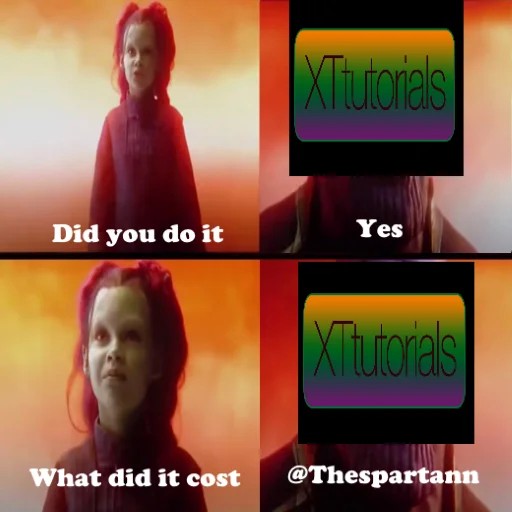 XTtutorials
Did you do it
Yes
XTtutorials
What did it cost
@Thespartann